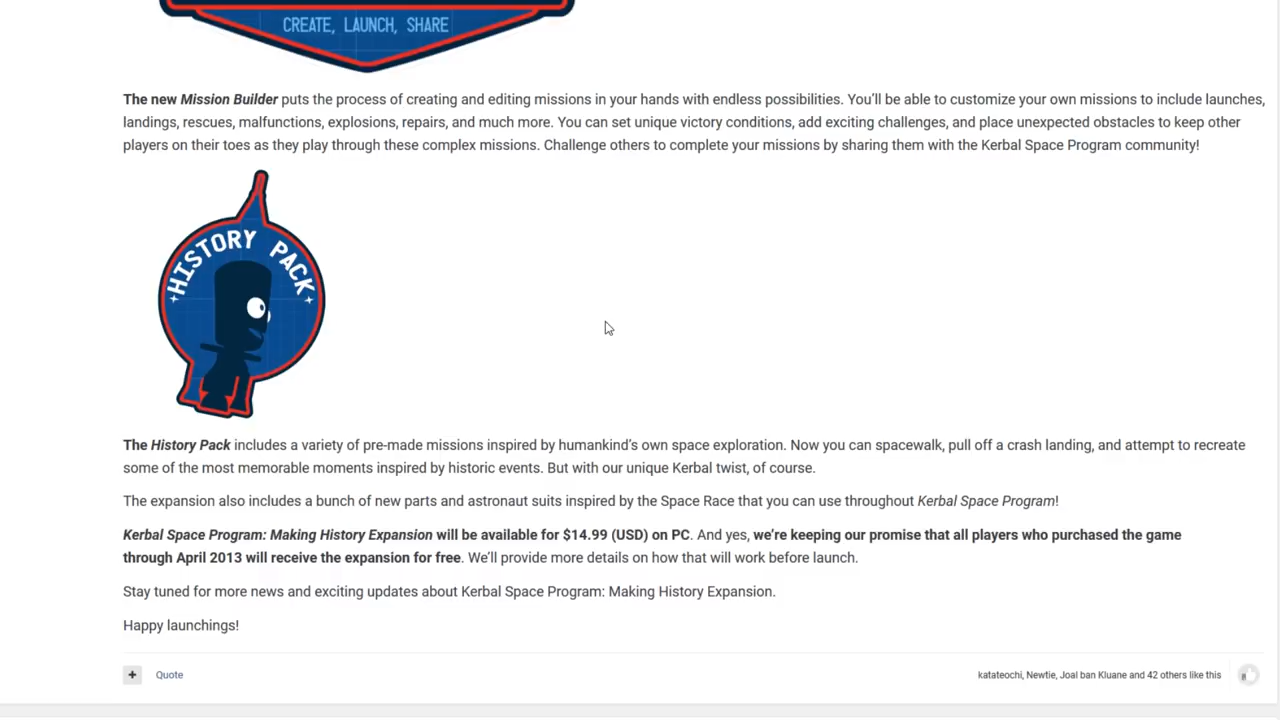 CREATE, LAUNCH, SHARE
The new Mission Builder puts the process of creating and editing missions in your hands with endless possibilities. You'll be able to customize your own missions to include launches,
landings, rescues, malfunctions, explosions, repairs, and much more. You can set unique victory conditions, add exciting challenges, and place unexpected obstacles to keep other
players on their toes as they play through these complex missions. Challenge others to complete your missions by sharing them with the Kerbal Space Program community!
HISTORY PACK
The History Pack includes a variety of pre-made missions inspired by humankind's own space exploration. Now you can spacewalk, pull off a crash landing, and attempt to recreate
some of the most memorable moments inspired by historic events. But with our unique Kerbal twist, of course.
The expansion also includes a bunch of new parts and astronaut suits inspired by the Space Race that you can use throughout Kerbal Space Program!
Kerbal Space Program: Making History Expansion will be available for $14.99 (USD) on PC. And yes, we're keeping our promise that all players who purchased the game
through April 2013 will receive the expansion for free. We'll provide more details on how that will work before launch.
Stay tuned for more news and exciting updates about Kerbal Space Program: Making History Expansion.
Happy launchings!
+ Quote
katateochi, Newtie, Joal ban Kluane and 42 others like this